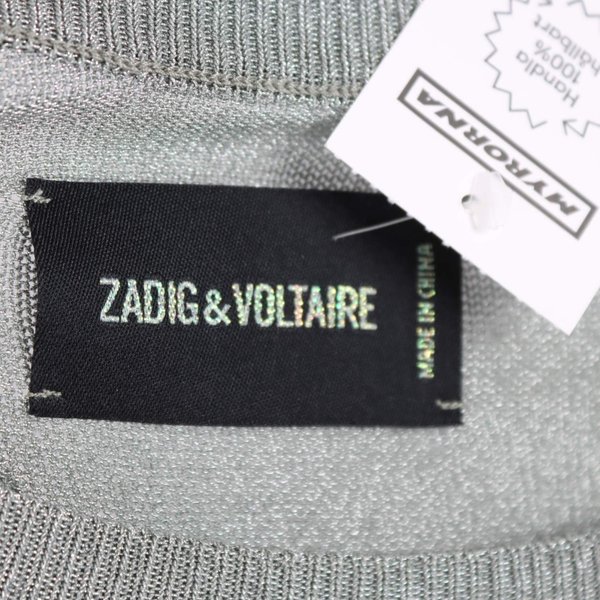 Handla
100%
hållbart
MYRORNA
ZADIG & VOLTAIRE
MADE IN CHINA